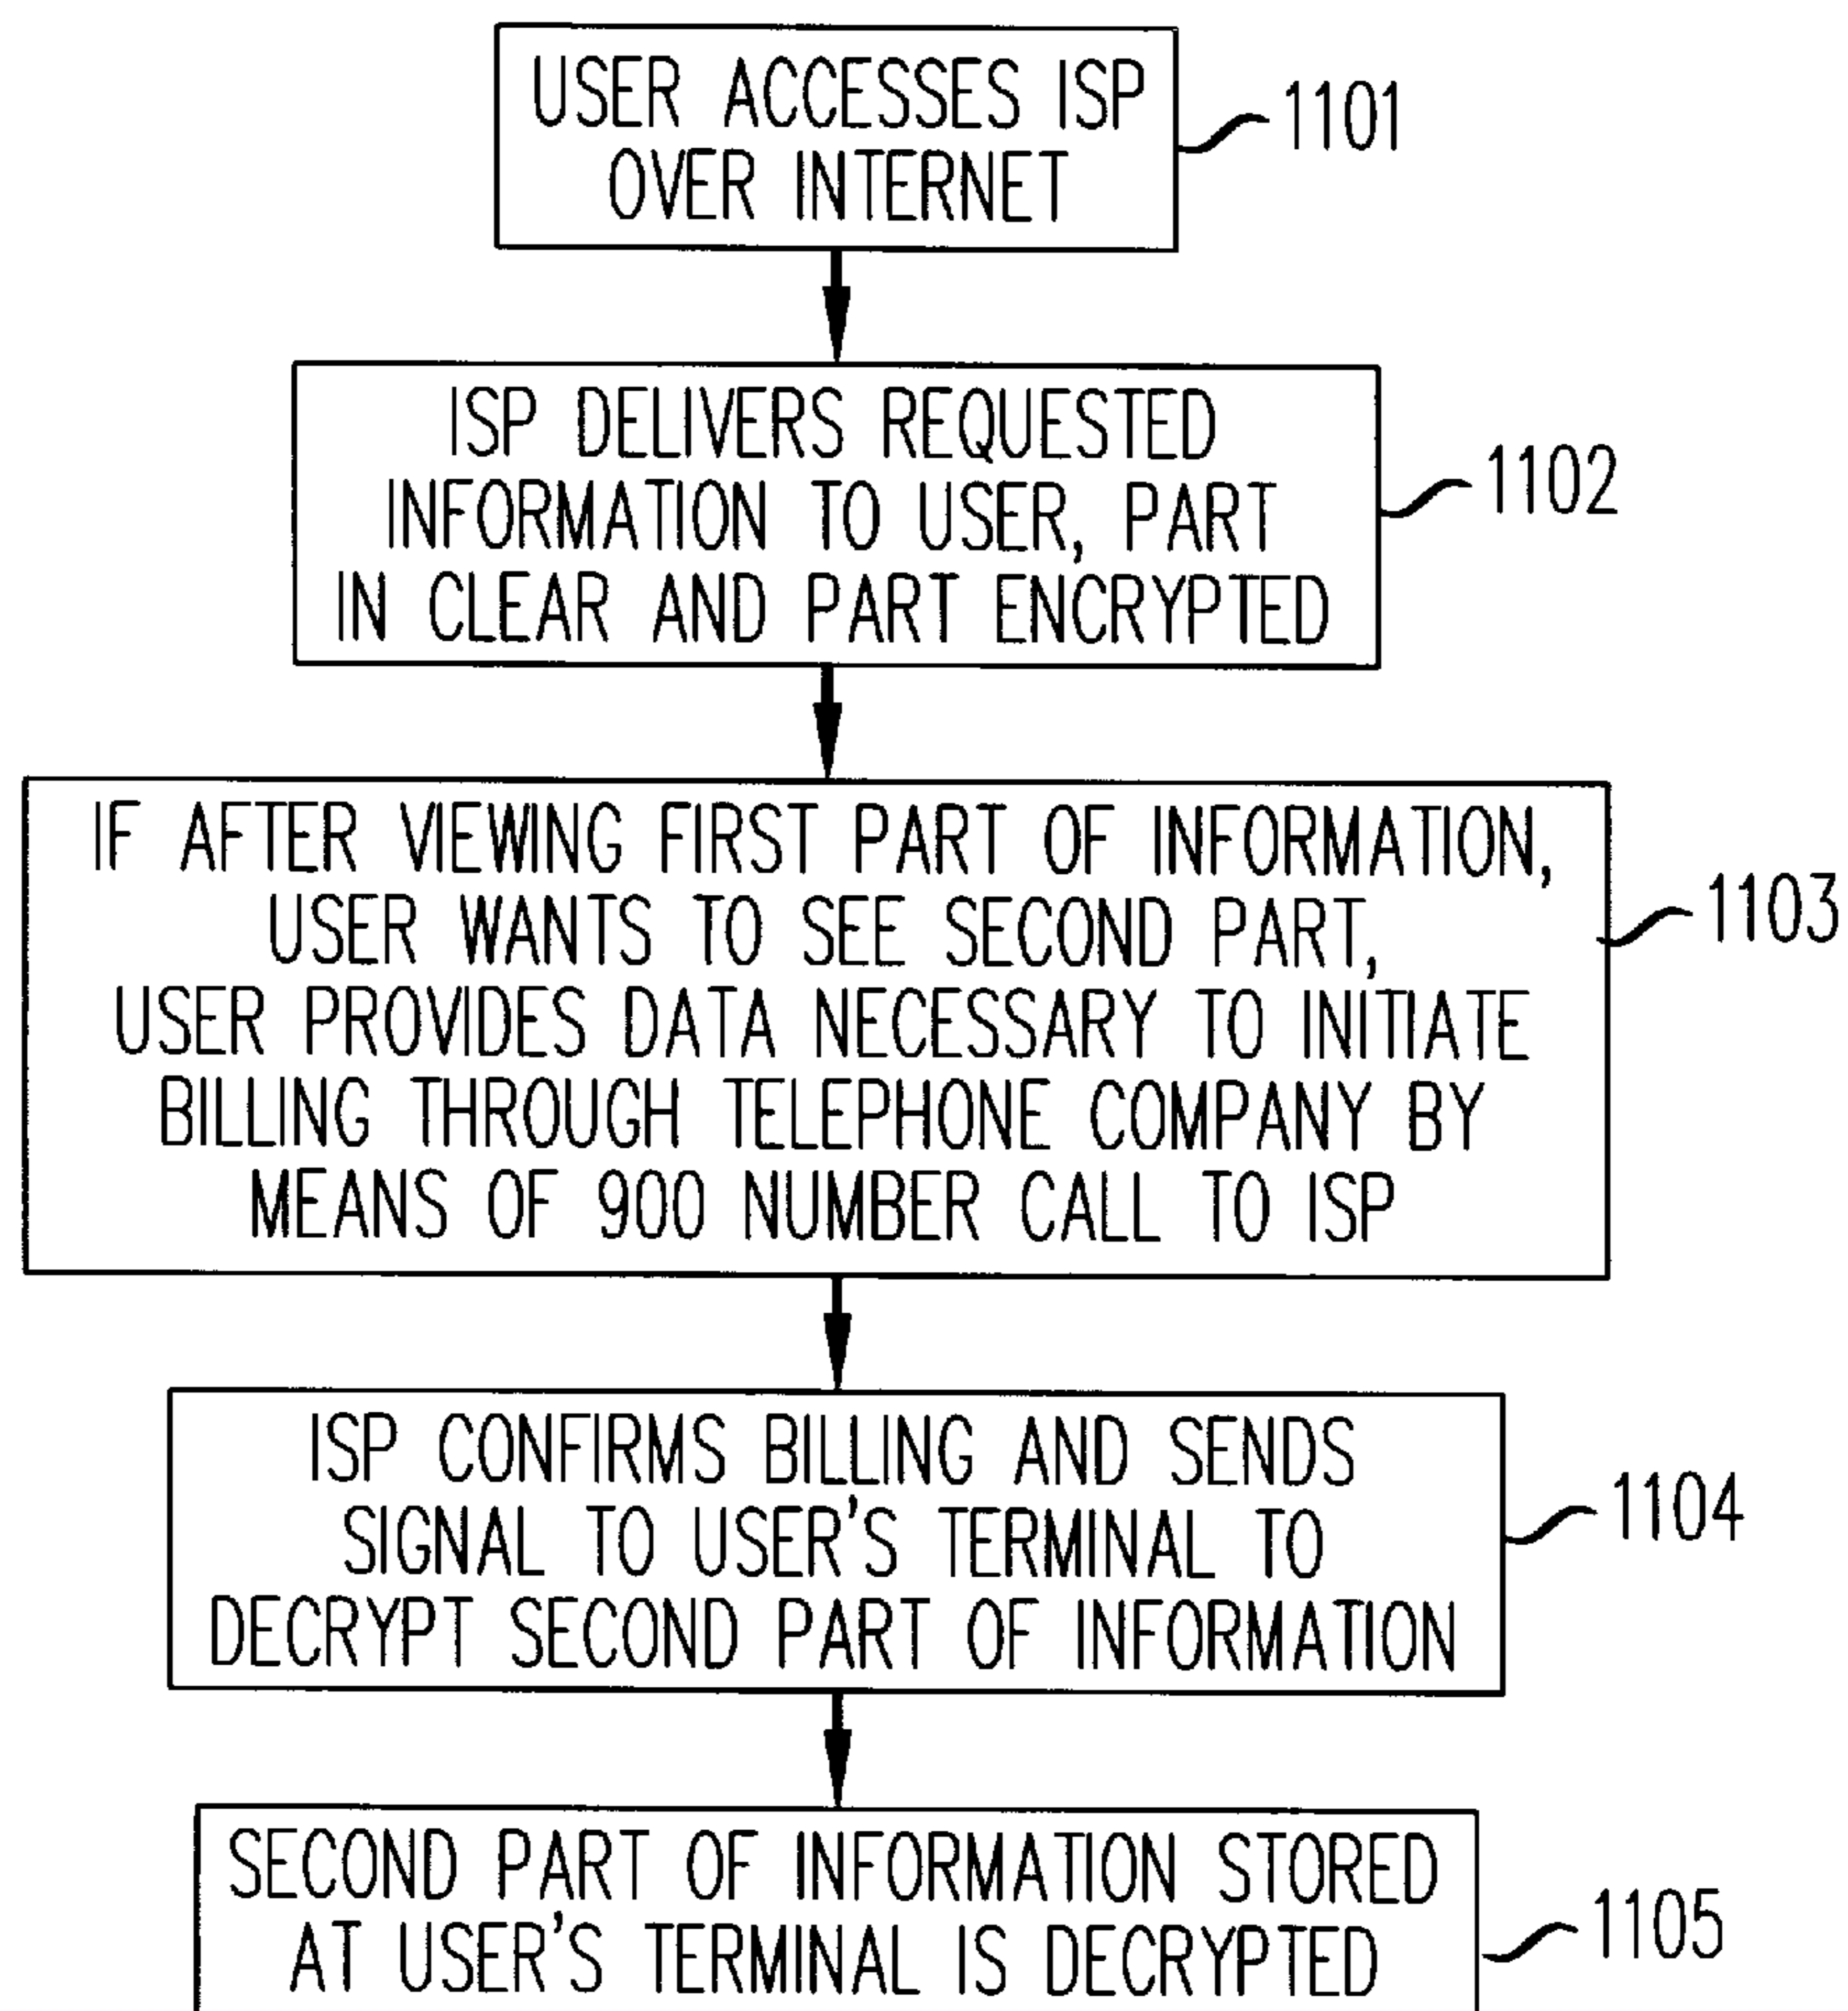 USER ACCESSES ISP
OVER INTERNET
1101
ISP DELIVERS REQUESTED
INFORMATION TO USER, PART
IN CLEAR AND PART ENCRYPTED
1102
IF AFTER VIEWING FIRST PART OF INFORMATION,
USER WANTS TO SEE SECOND PART,
USER PROVIDES DATA NECESSARY TO INITIATE
BILLING THROUGH TELEPHONE COMPANY BY
MEANS OF 900 NUMBER CALL TO ISP
1103
ISP CONFIRMS BILLING AND SENDS
SIGNAL TO USER'S TERMINAL TO
DECRYPT SECOND PART OF INFORMATION
1104
SECOND PART OF INFORMATION STORED
AT USER'S TERMINAL IS DECRYPTED
1105